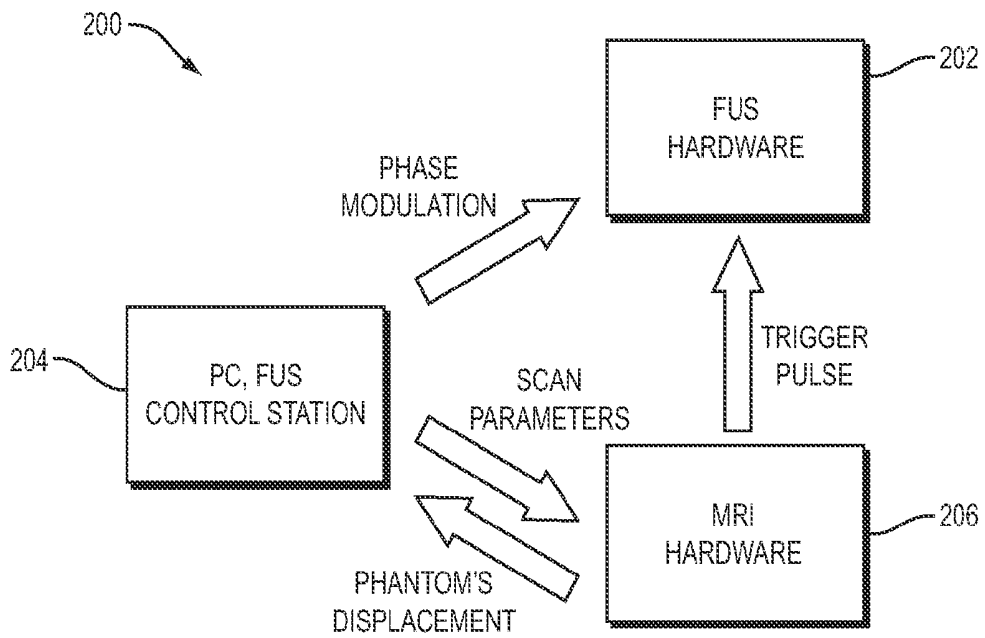 200
202
FUS
HARDWARE
PHASE
MODULATION
204
PC, FUS
CONTROL STATION
TRIGGER
PULSE
SCAN
PARAMETERS
206
MRI
HARDWARE
PHANTOM'S
DISPLACEMENT